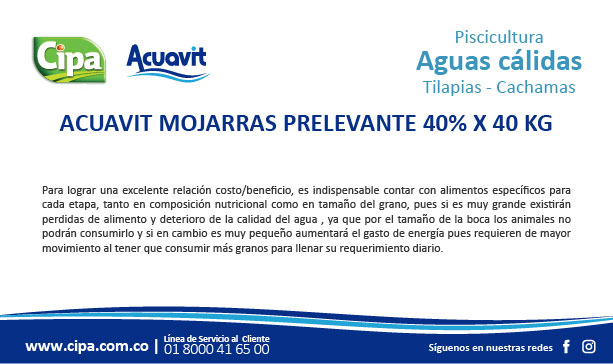 Cipa
Acuavit
Piscicultura
Aguas cálidas
Tilapias - Cachamas
ACUAVIT MOJARRAS PRELEVANTE 40% X 40 KG
Para lograr una excelente relación costo/beneficio, es indispensable contar con alimentos específicos para
cada etapa, tanto en composición nutricional como en tamaño del grano, pues si es muy grande existirán
perdidas de alimento y deterioro de la calidad del agua , ya que por el tamaño de la boca los animales no
podrán consumirlo y si en cambio es muy pequeño aumentará el gasto de energía pues requieren de mayor
movimiento al tener que consumir más granos para llenar su requerimiento diario.
www.cipa.com.co | Línea de Servicio al Cliente
01 8000 41 65 00
Síguenos en nuestras redes